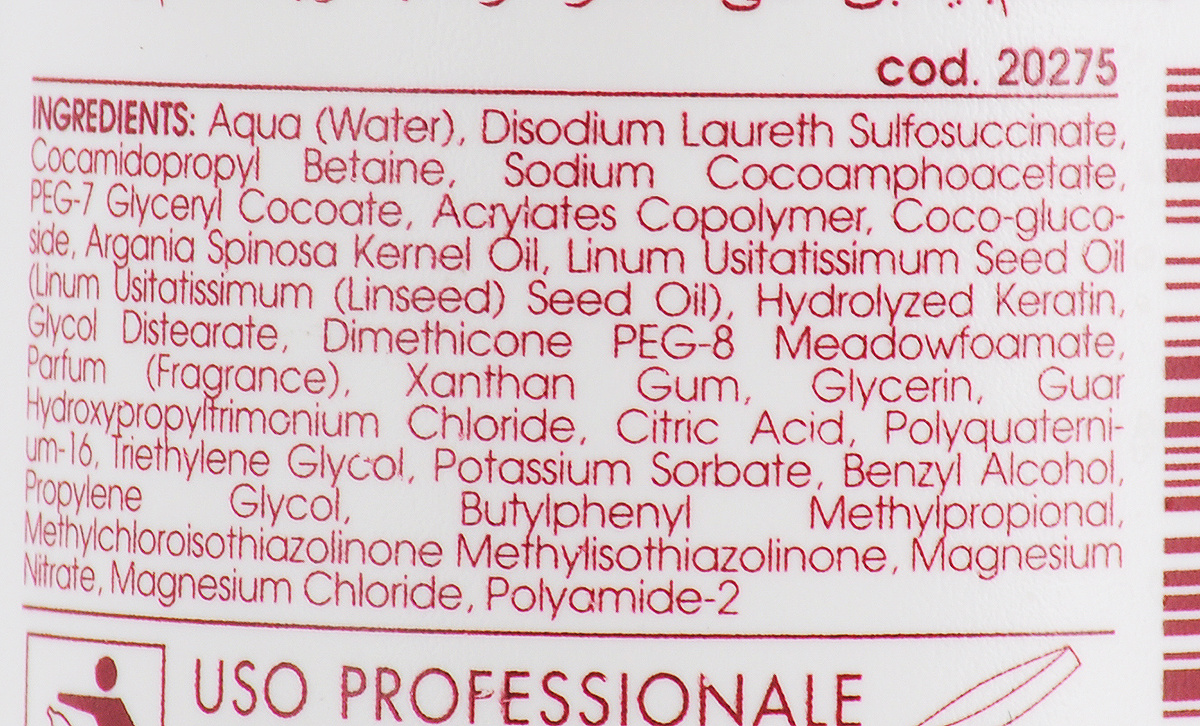 cod. 20275
INGREDIENTS: Aqua (Water), Disodium Laureth Sulfosuccinate,
Cocamidopropyl Betaine, Sodium Cocoamphoacetate,
PEG-7 Glyceryl Cocoate, Acrylates Copolymer, Coco-gluco-
side, Argania Spinosa Kernel Oil, Linum Usitatissimum Seed Oil
(Linum Usitatissimum (Linseed) Seed Oil), Hydrolyzed Keratin,
Glycol Distearate, Dimethicone PEG-8 Meadowfoamate,
Parfum (Fragrance), Xanthan Gum, Glycerin, Guar
Hydroxypropyltrimonium Chloride, Citric Acid, Polyquaterni-
um-16, Triethylene Glycol, Potassium Sorbate, Benzyl Alcohol,
Propylene Glycol, Butylphenyl Methylpropional,
Methylchloroisothiazolinone Methylisothiazolinone, Magnesium
Nitrate, Magnesium Chloride, Polyamide-2
USO PROFESSIONALE